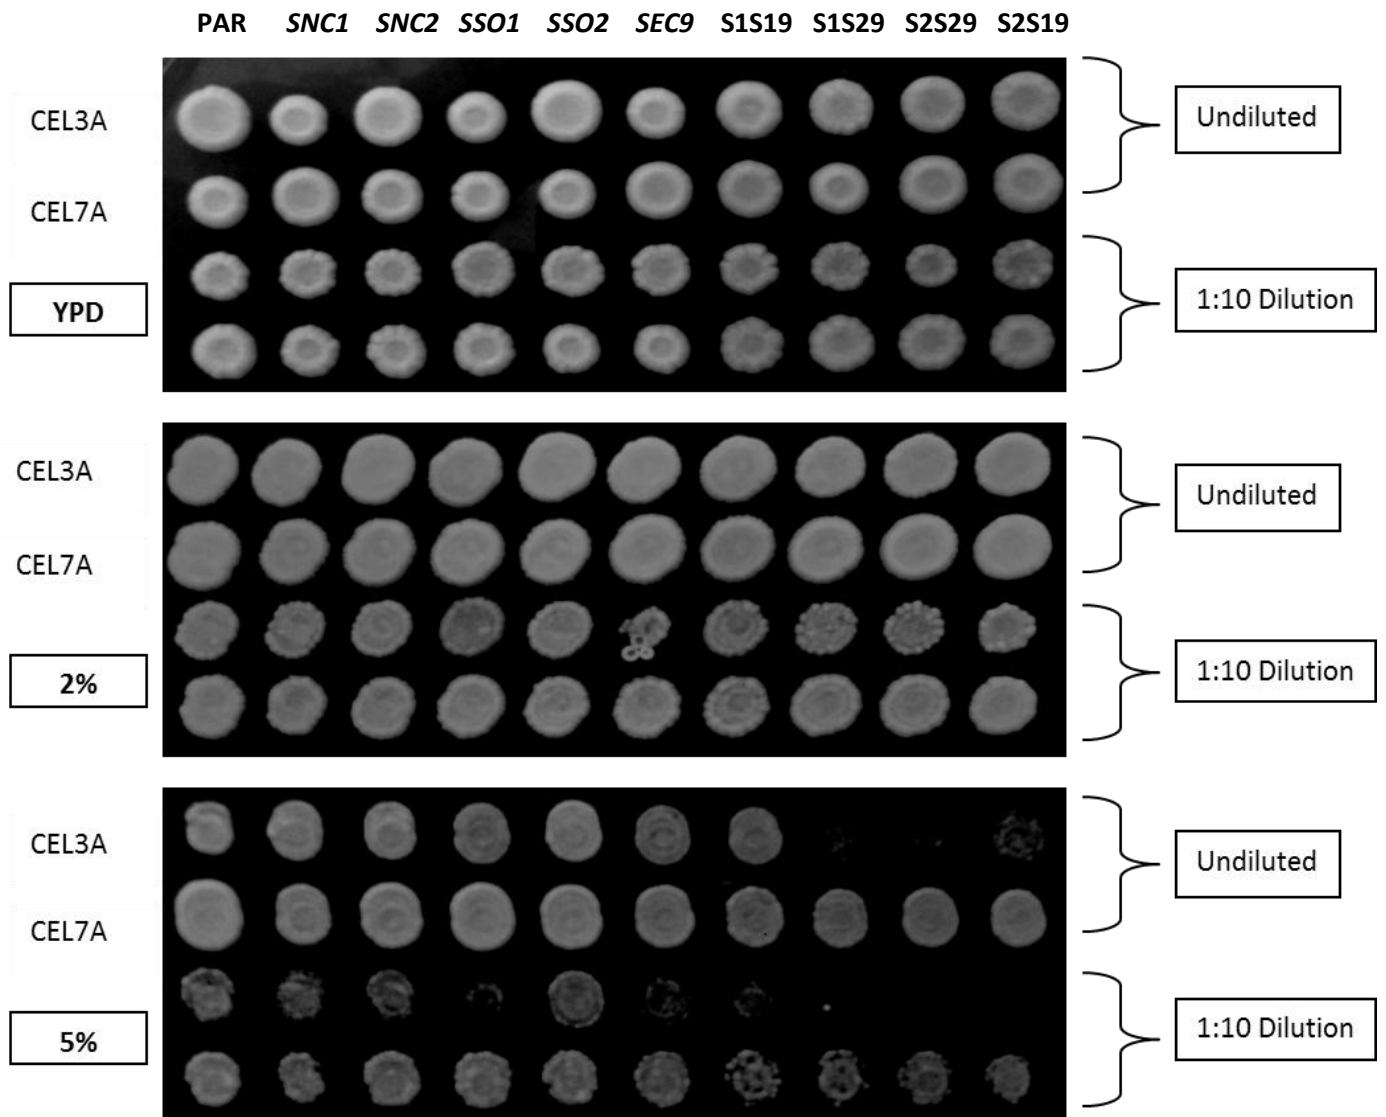 PAR SNC1 SNC2 SSO1 SSO2 SEC9 S1S19 S1S29 S2S29 S2S19
CEL3A
Undiluted
CEL7A
YPD
1:10 Dilution
CEL3A
Undiluted
CEL7A
2%
1:10 Dilution
CEL3A
Undiluted
CEL7A
5%
1:10 Dilution